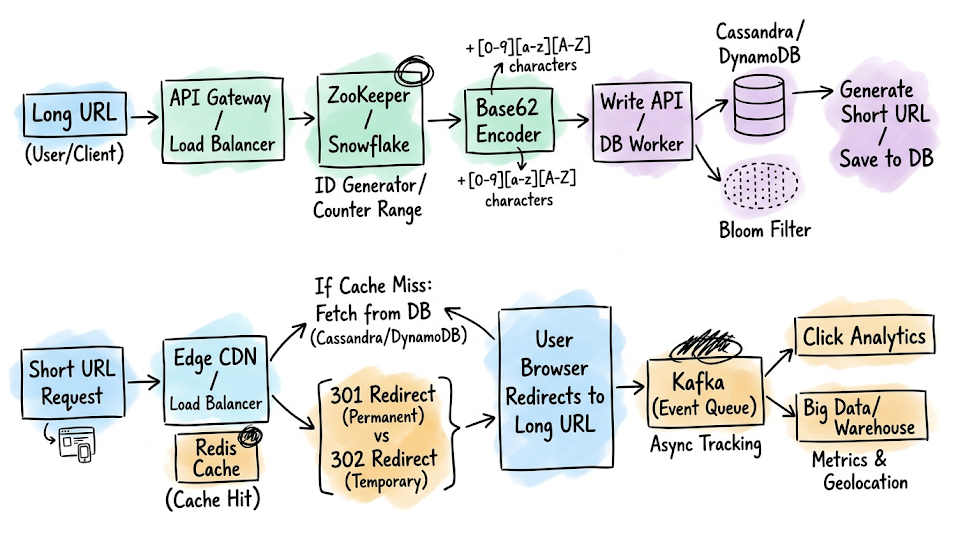 Long URL
(User/Client)
API Gateway
/
Load Balancer
ZooKeeper
/
Snowflake
ID Generator/
Counter Range
+[0-9][a-z][A-Z]
characters
Base62
Encoder
+[0-9][a-z][A-Z]
characters
Write API
/
DB Worker
Cassandra/
DynamoDB
Bloom Filter
Generate
Short URL
/
Save to DB
Short URL
Request
Edge CDN
/
Load Balancer
Redis
Cache
(Cache Hit)
If Cache Miss:
Fetch from DB
(Cassandra/DynamoDB)
301 Redirect
(Permanent)
vs
302 Redirect
(Temporary)
User
Browser
Redirects to
Long URL
Kafka
(Event Queue)
Async Tracking
Click Analytics
Big Data/
Warehouse
Metrics &
Geolocation